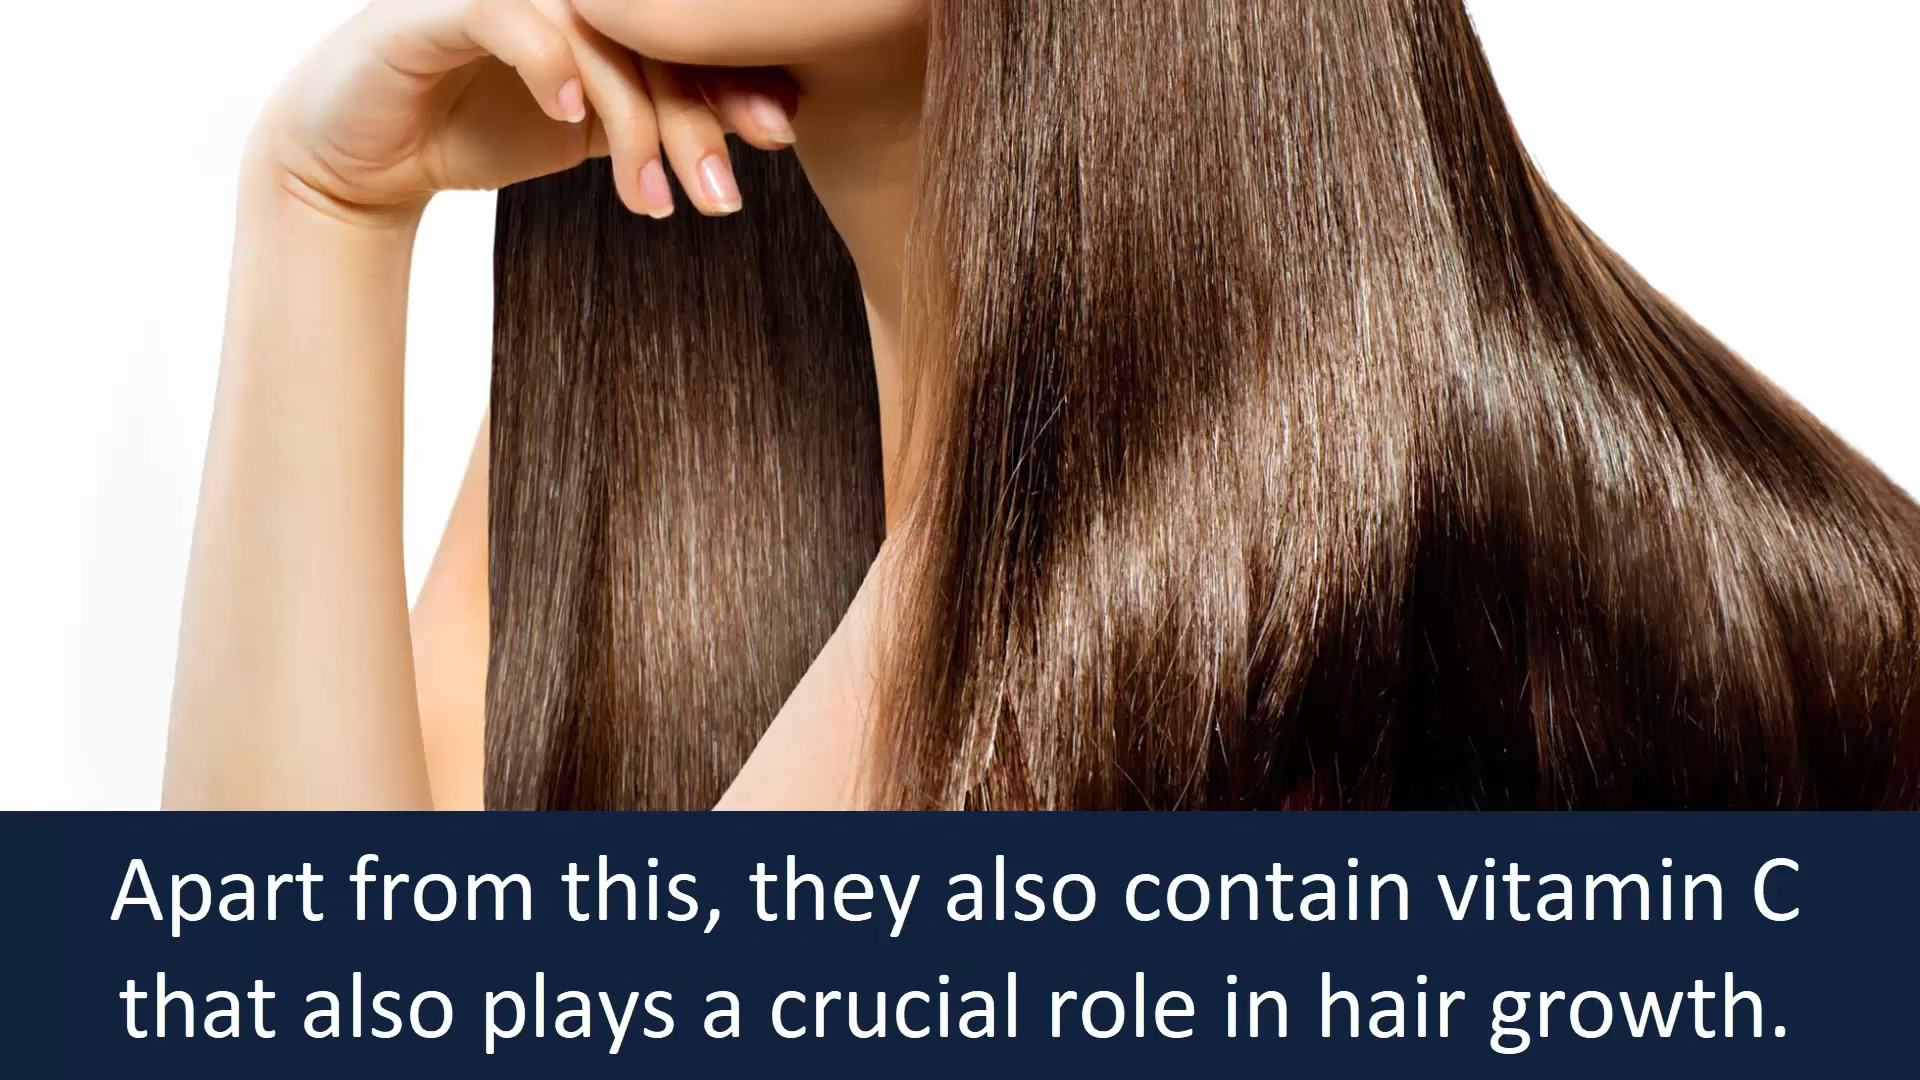 Apart from this, they also contain vitamin C
that also plays a crucial role in hair growth.